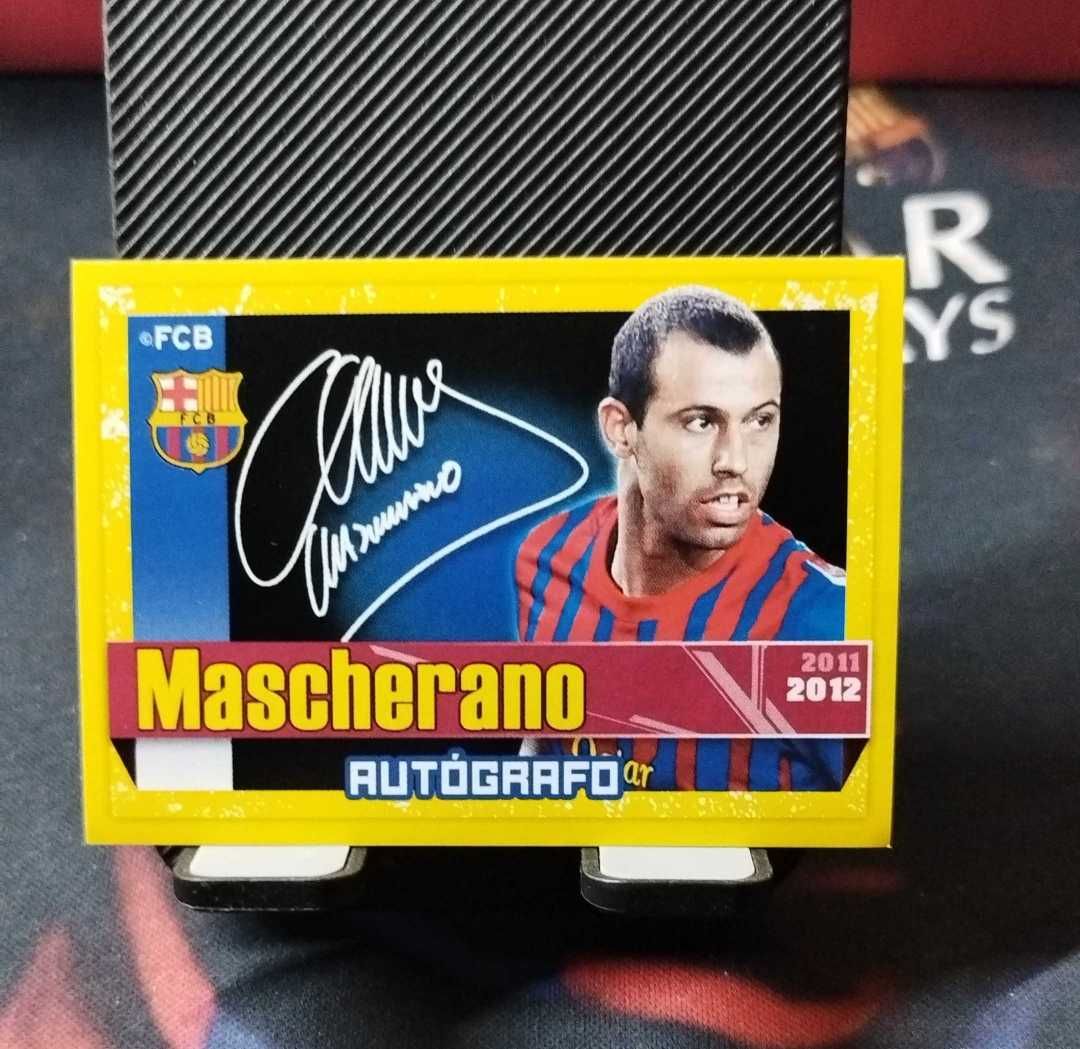 ©FCB
FCB
Mascherano
2011
2012
AUTÓGRAFO